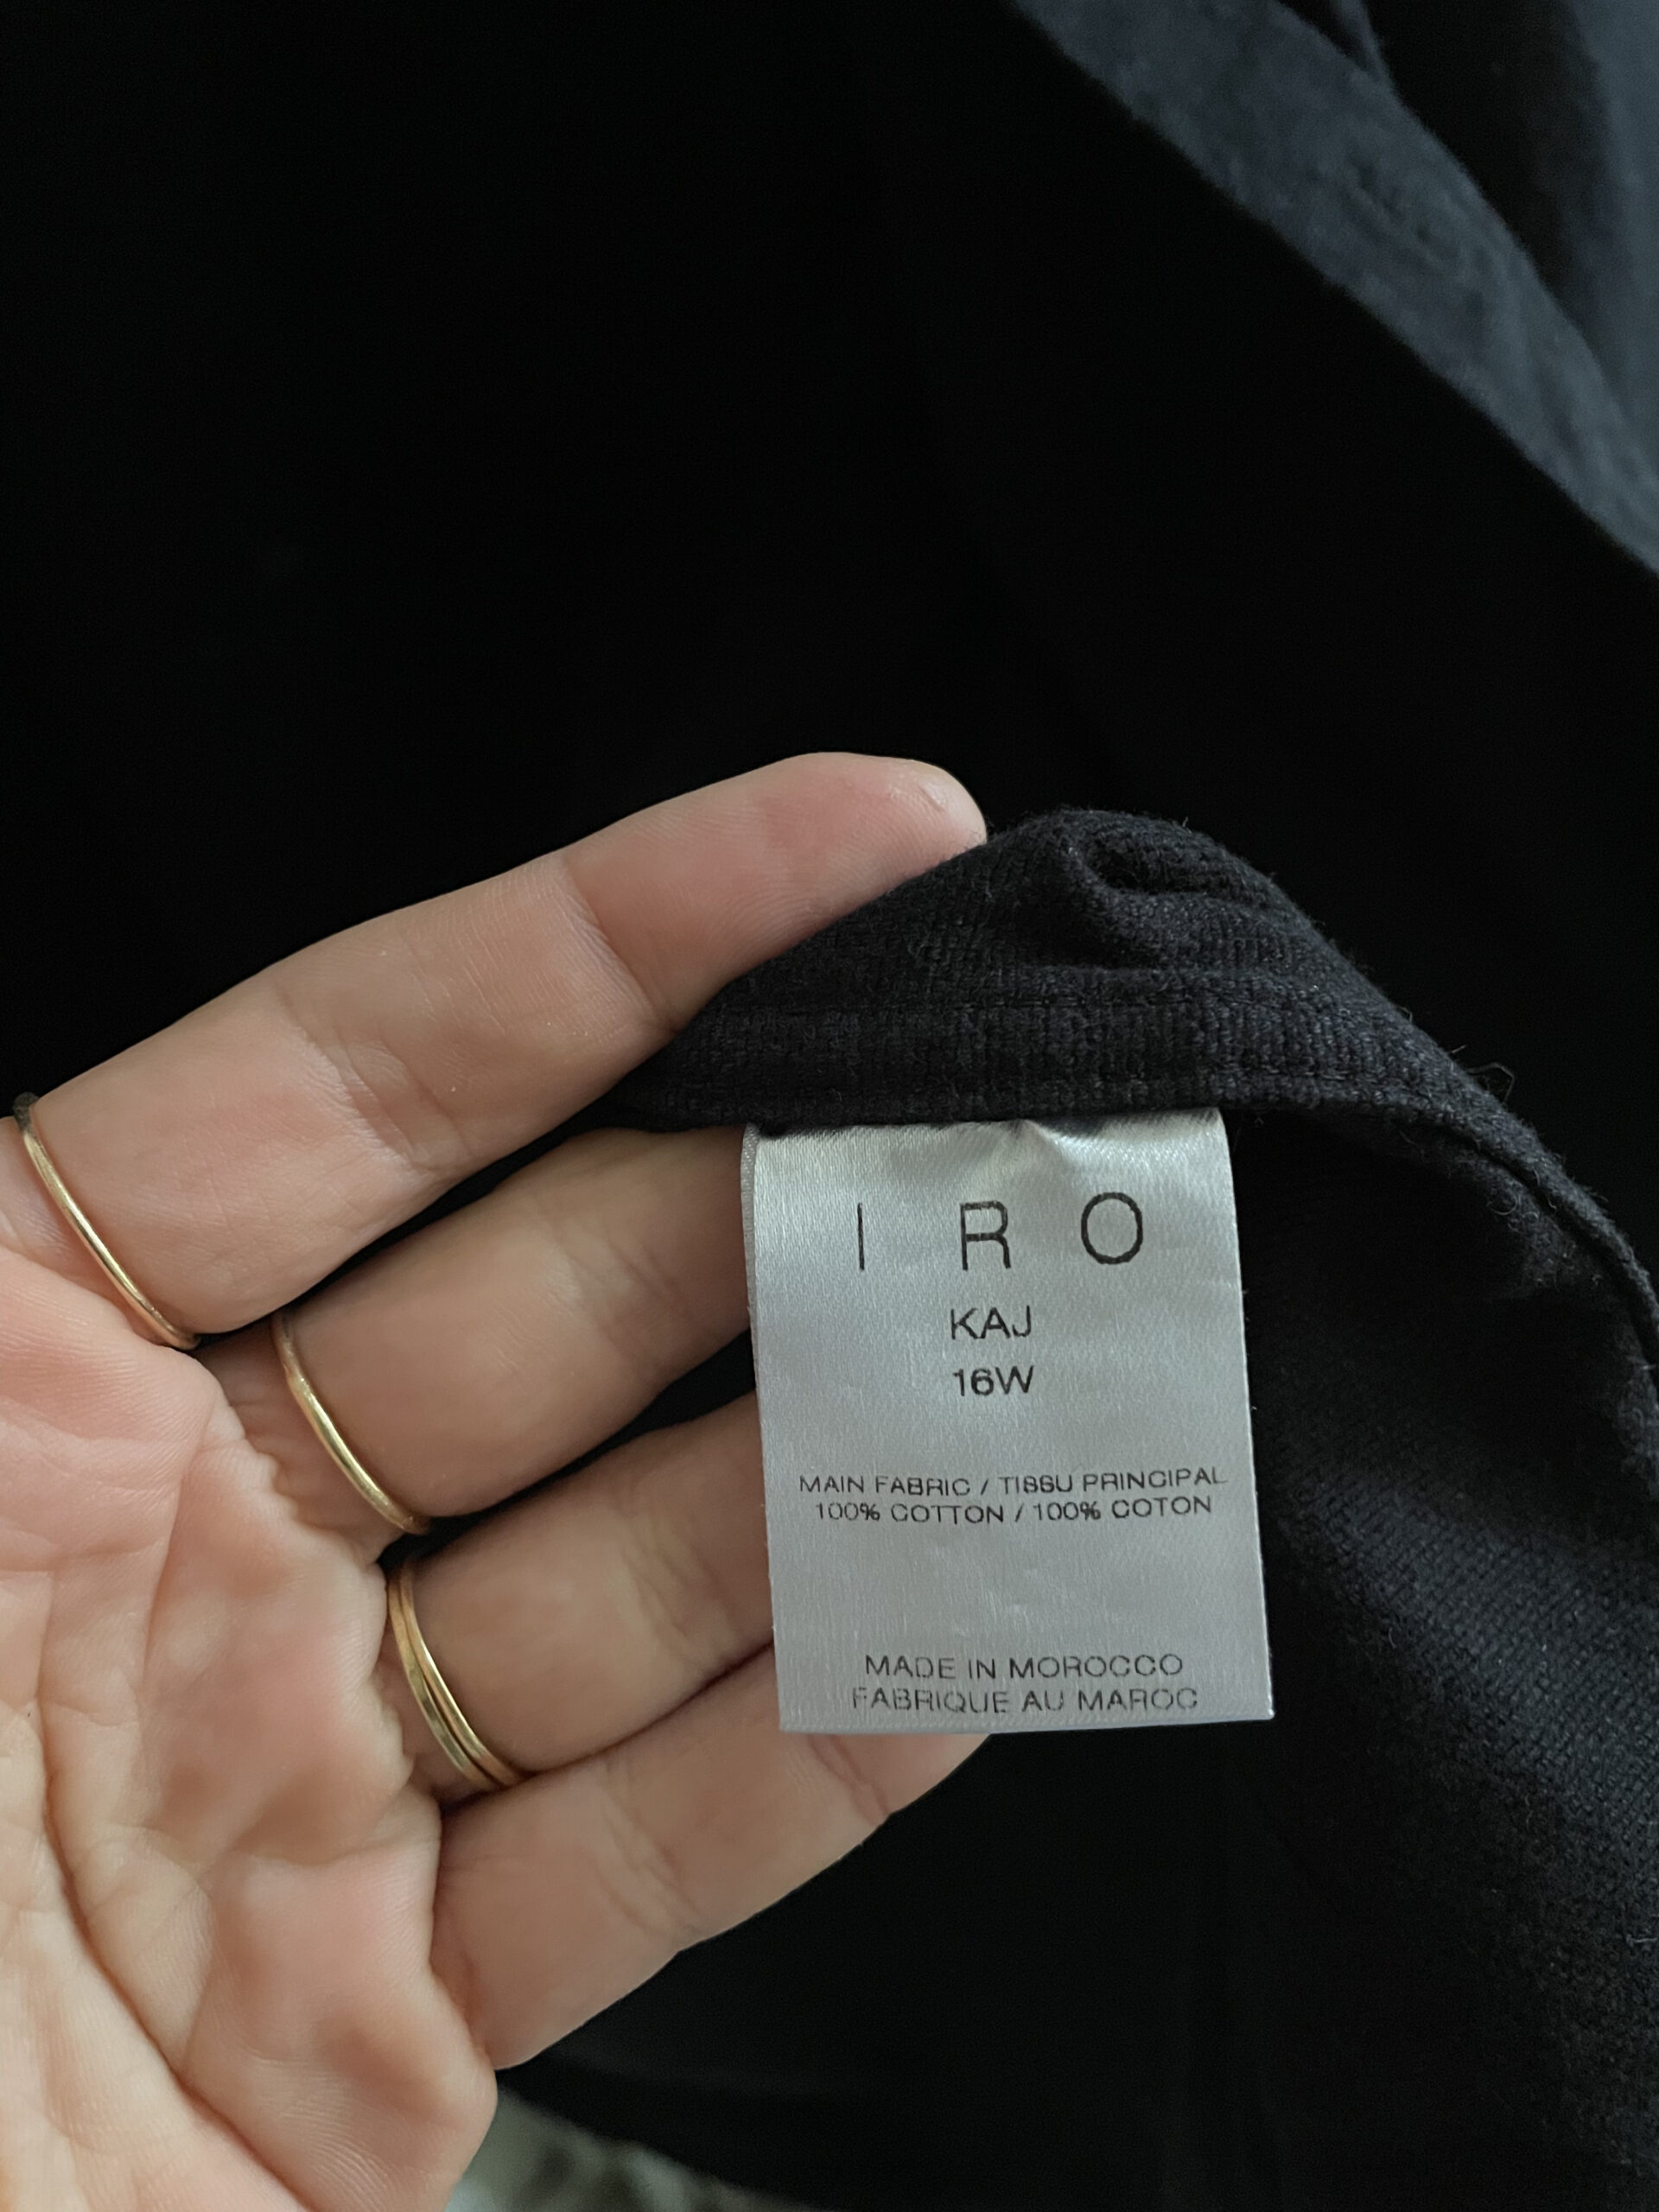 I R O
KAJ
16W
MAIN FABRIC / TISSU PRINCIPAL
100% COTTON / 100% COTON
MADE IN MOROCCO
FABRIQUE AU MAROC